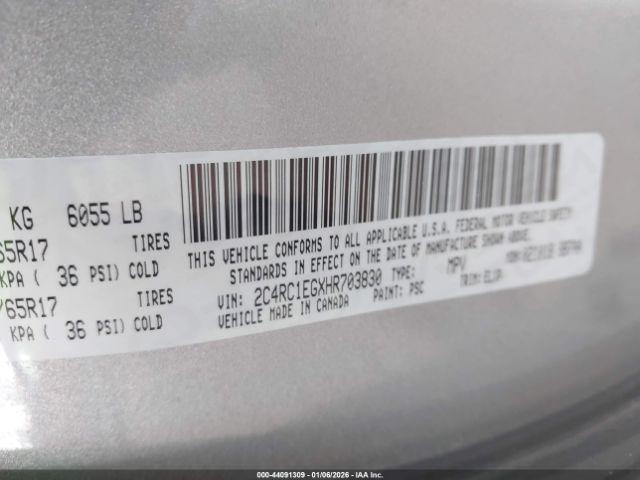 KG 6055 LB
65R17 TIRES
KPA ( 36 PSI) COLD
/65R17 TIRES
KPA ( 36 PSI) COLD
THIS VEHICLE CONFORMS TO ALL APPLICABLE U.S.A. FEDERAL MOTOR VEHICLE SAFETY
STANDARDS IN EFFECT ON THE DATE OF MANUFACTURE SHOWN ABOVE.
VIN: 2C4RC1EGXHR703830 TYPE: MPV
VEHICLE MADE IN CANADA PAINT: PSC TRIM:
000-44091309 | 01/06/2026 | IAA Inc.